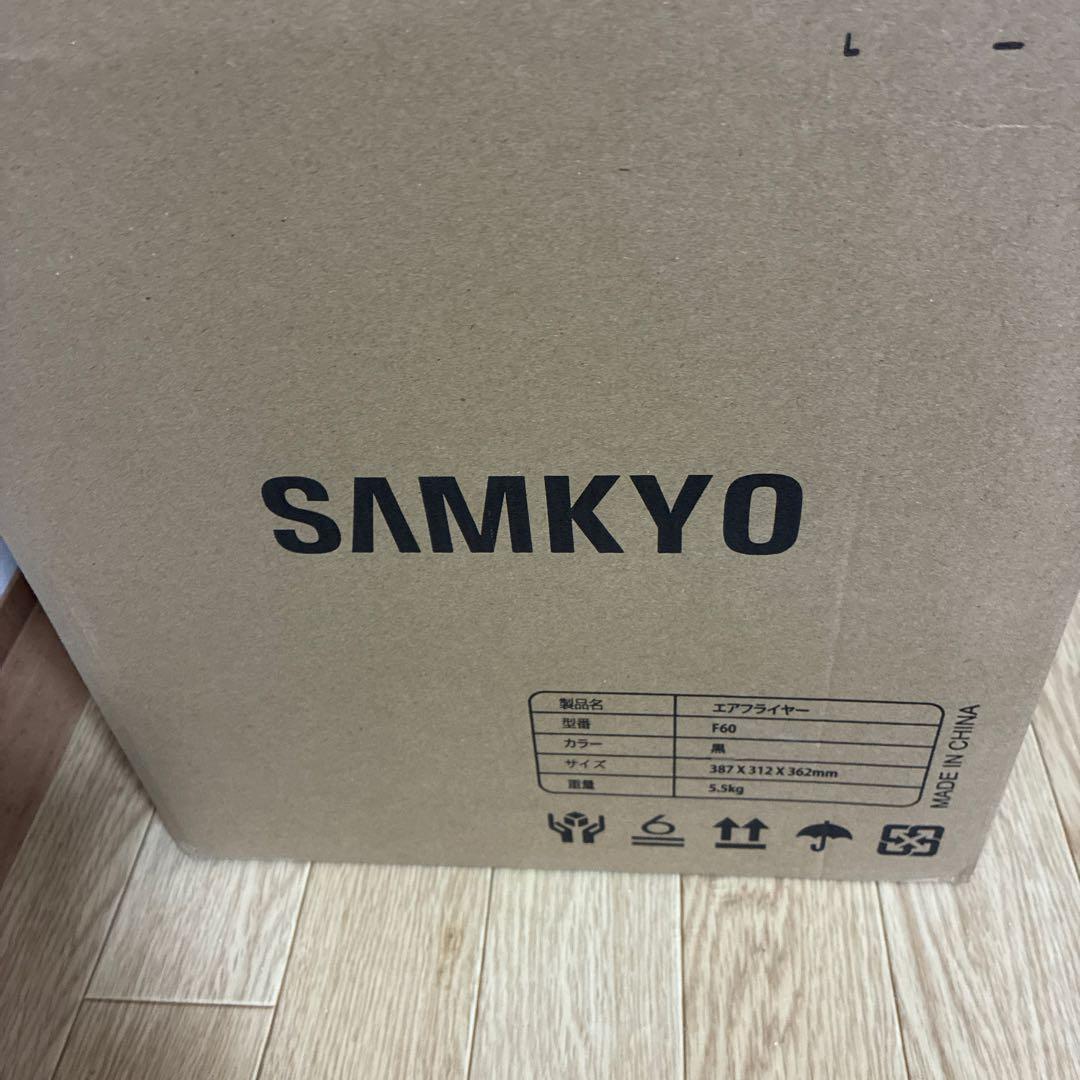 L -
SAMKYO
製品名 エアフライヤー
型番 F60
カラー 黒
サイズ 387 X 312 X 362mm
重量 5.5kg
MADE IN CHINA
6